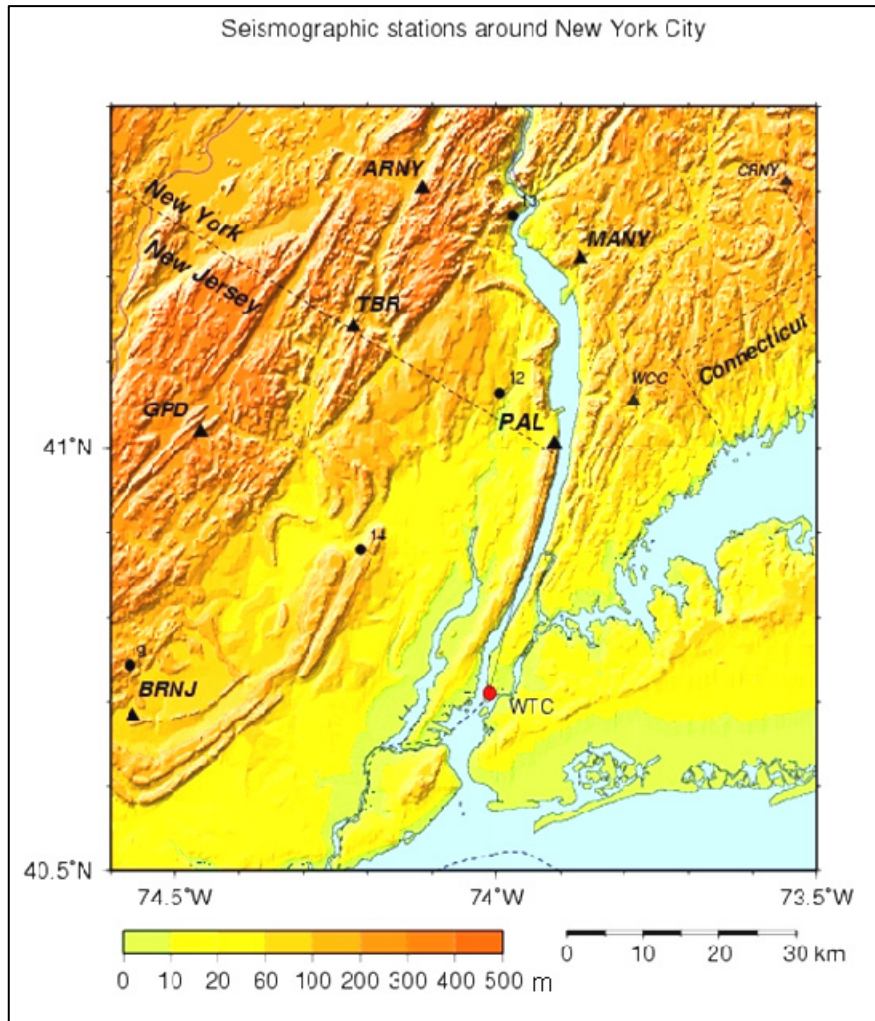 Seismographic stations around New York City
ARNY
CRNY
New York
13
MANY
New Jersey
TBR
Connecticut
12
WCC
GPD
PAL
41°N
14
9
BRNJ
WTC
40.5°N
74.5°W
74°W
73.5°W
0 10 20 60 100 200 300 400 500 m
0 10 20 30 km